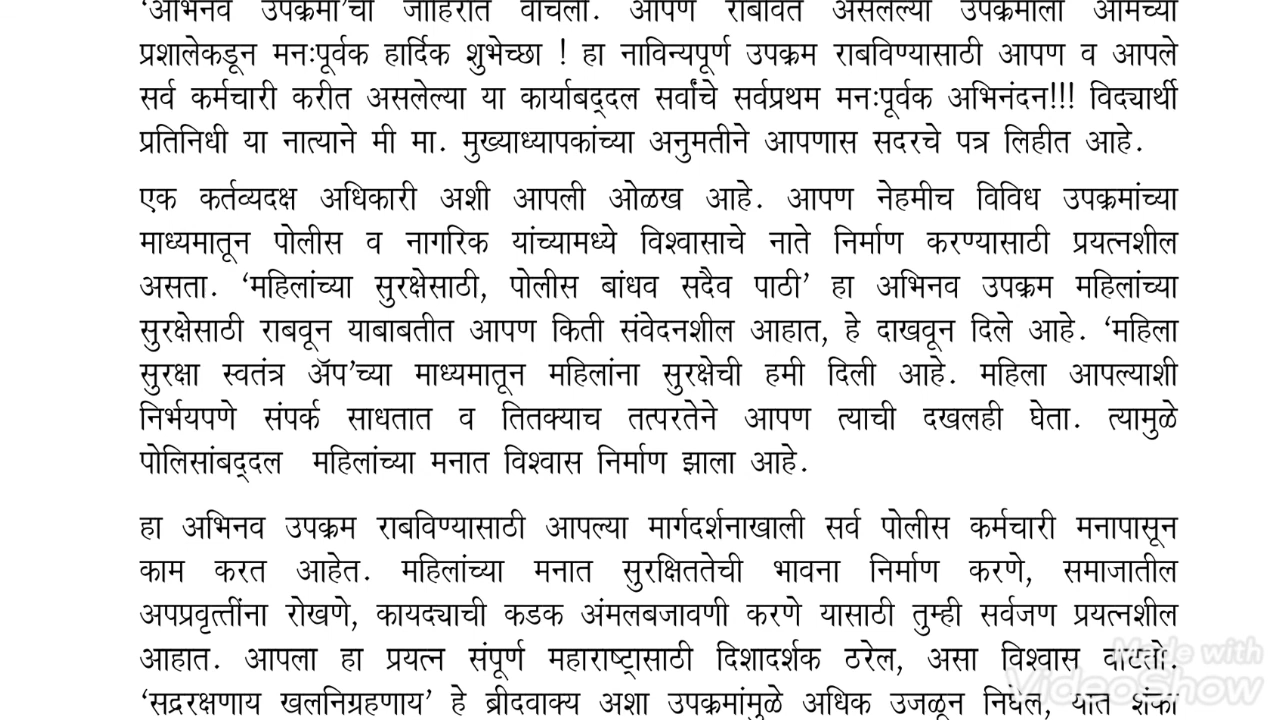 ‘अभिनव उपक्रमा’ची जाहिरात वाचली. आपण राबवित असलेल्या उपक्रमाला आमच्या
प्रशालेकडून मनःपूर्वक हार्दिक शुभेच्छा ! हा नाविन्यपूर्ण उपक्रम राबविण्यासाठी आपण व आपले
सर्व कर्मचारी करीत असलेल्या या कार्याबद्दल सर्वांचे सर्वप्रथम मनःपूर्वक अभिनंदन!!! विद्यार्थी
प्रतिनिधी या नात्याने मी मा. मुख्याध्यापकांच्या अनुमतीने आपणास सदरचे पत्र लिहीत आहे.
एक कर्तव्यदक्ष अधिकारी अशी आपली ओळख आहे. आपण नेहमीच विविध उपक्रमांच्या
माध्यमातून पोलीस व नागरिक यांच्यामध्ये विश्वासाचे नाते निर्माण करण्यासाठी प्रयत्नशील
असता. ‘महिलांच्या सुरक्षेसाठी, पोलीस बांधव सदैव पाठी’ हा अभिनव उपक्रम महिलांच्या
सुरक्षेसाठी राबवून याबाबतीत आपण किती संवेदनशील आहात, हे दाखवून दिले आहे. ‘महिला
सुरक्षा स्वतंत्र ॲप’च्या माध्यमातून महिलांना सुरक्षेची हमी दिली आहे. महिला आपल्याशी
निर्भयपणे संपर्क साधतात व तितक्याच तत्परतेने आपण त्याची दखलही घेता. त्यामुळे
पोलिसांबद्दल महिलांच्या मनात विश्वास निर्माण झाला आहे.
हा अभिनव उपक्रम राबविण्यासाठी आपल्या मार्गदर्शनाखाली सर्व पोलीस कर्मचारी मनापासून
काम करत आहेत. महिलांच्या मनात सुरक्षिततेची भावना निर्माण करणे, समाजातील
अपप्रवृत्तींना रोखणे, कायद्याची कडक अंमलबजावणी करणे यासाठी तुम्ही सर्वजण प्रयत्नशील
आहात. आपला हा प्रयत्न संपूर्ण महाराष्ट्रासाठी दिशादर्शक ठरेल, असा विश्वास वाटतो.
‘सद्ररक्षणाय खलनिग्रहणाय’ हे ब्रीदवाक्य अशा उपक्रमांमुळे अधिक उजळून निघेल, यात शंका
Made with
VideoShow